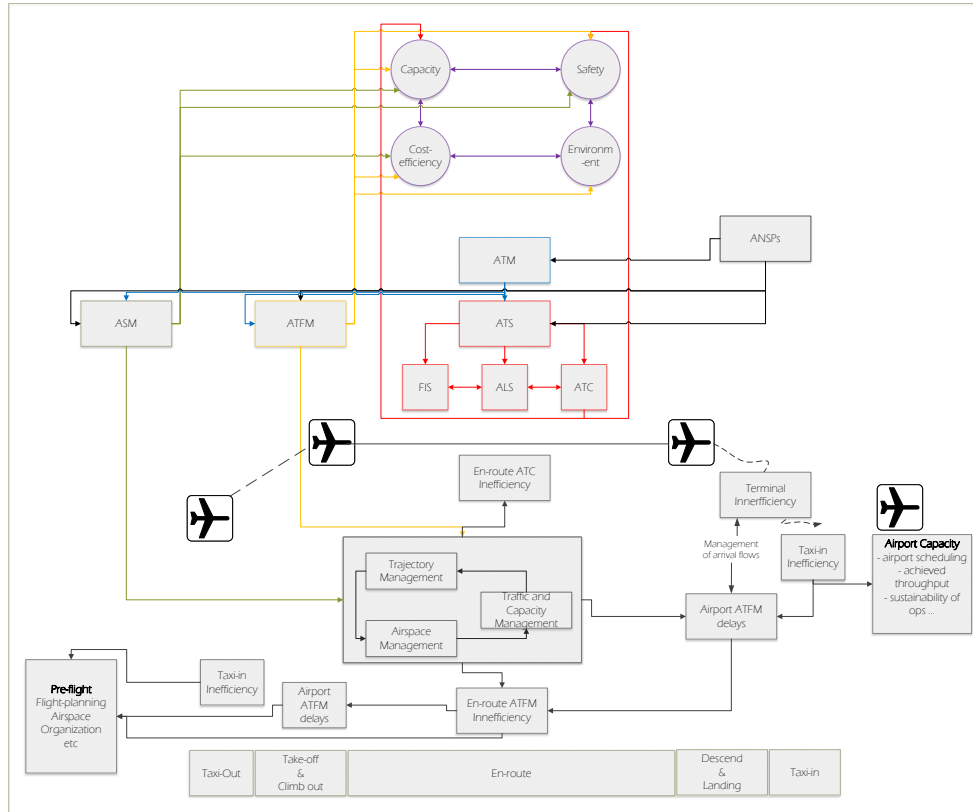 Capacity
Safety
Cost-
efficiency
Environm
-ent
ANSPs
ATM
ASM
ATFM
ATS
FIS
ALS
ATC
En-route ATC
Inefficiency
Terminal
Innerfficiency
Management
of arrival flows
Taxi-in
Inefficiency
Airport Capacity
- airport scheduling
- achieved
throughput
- sustainability of
ops ...
Trajectory
Management
Traffic and
Capacity
Management
Airspace
Management
Airport ATFM
delays
Pre-flight
Flight-planning
Airspace
Organization
etc
Taxi-in
Inefficiency
Airport
ATFM
delays
En-route ATFM
Innefficiency
Taxi-Out
Take-off
&
Climb out
En-route
Descend
&
Landing
Taxi-in